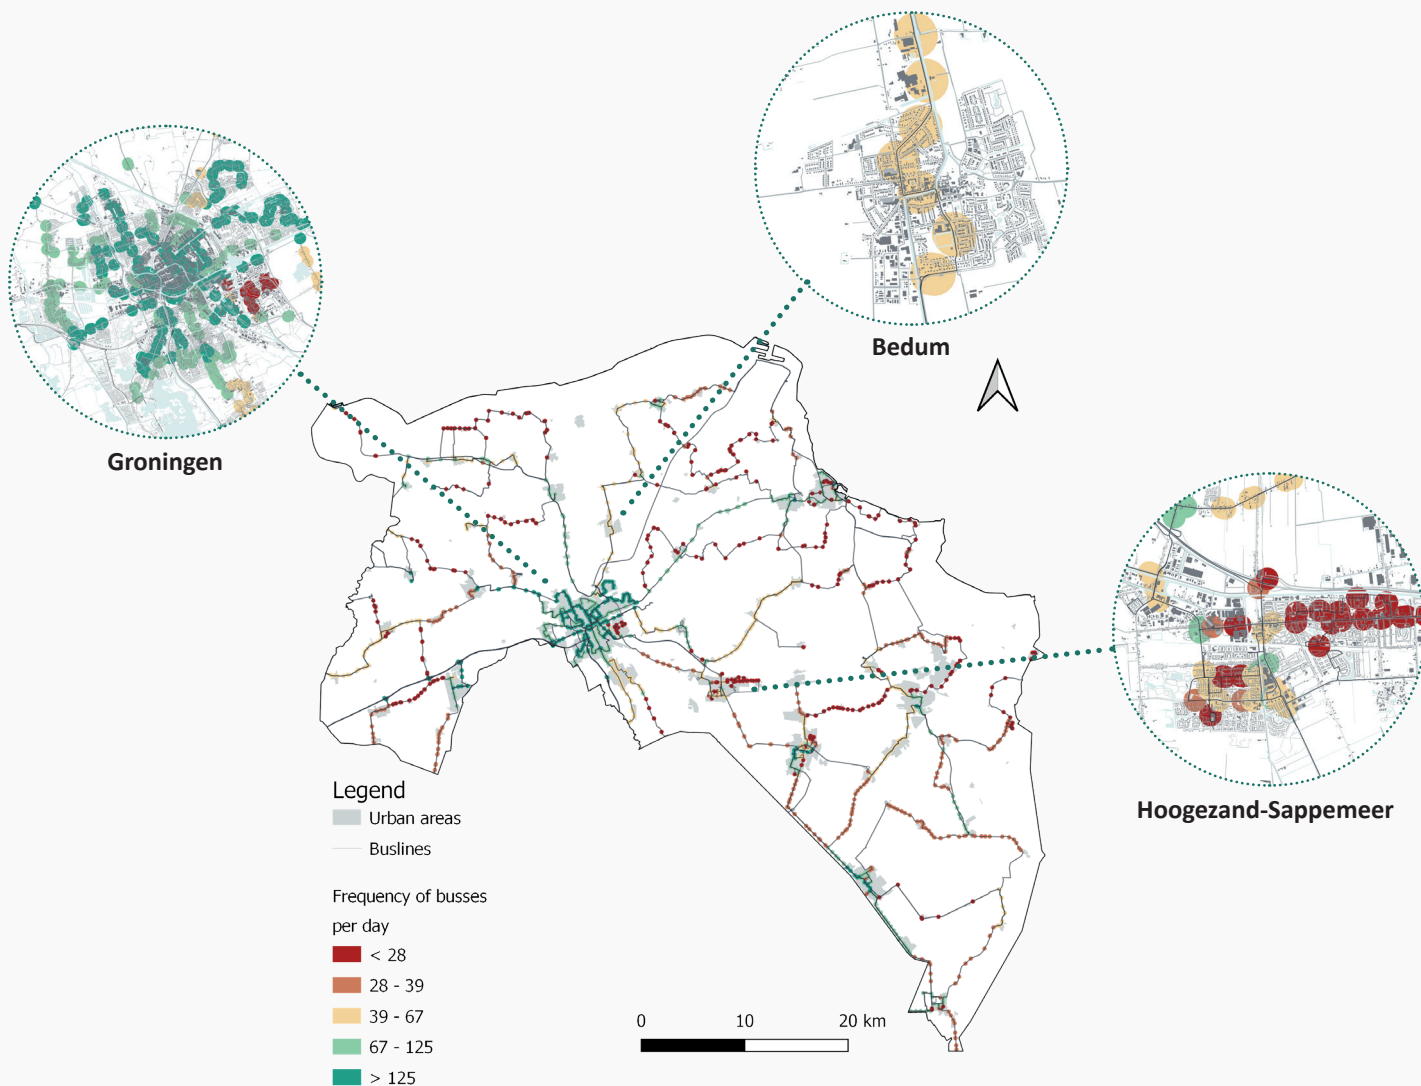 Bedum
Groningen
Hoogezand-Sappemeer
Legend
Urban areas
Buslines
Frequency of busses
per day
< 28
28 - 39
39 - 67
67 - 125
> 125
0 10 20 km